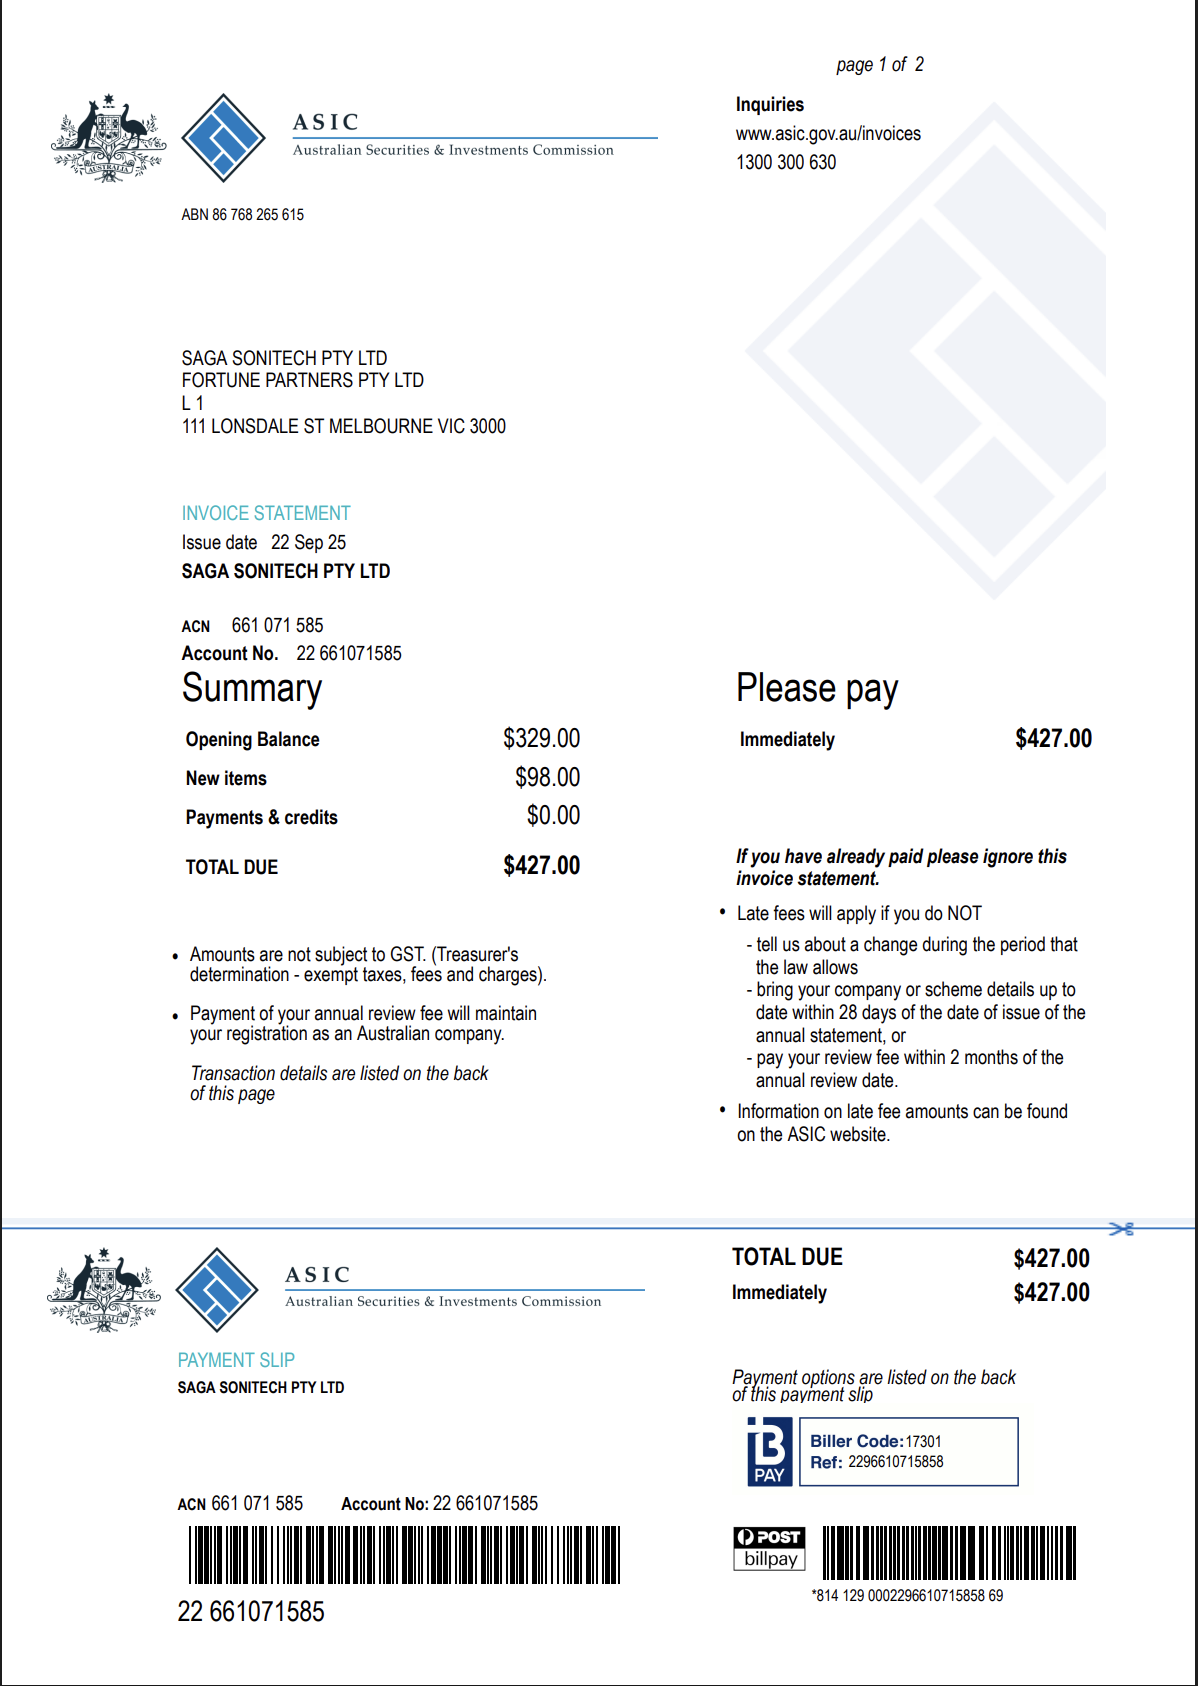 page 1 of 2
ASIC
Australian Securities & Investments Commission
AUSTRALIA
ABN 86 768 265 615
Inquiries
www.asic.gov.au/invoices
1300 300 630
SAGA SONITECH PTY LTD
FORTUNE PARTNERS PTY LTD
L 1
111 LONSDALE ST MELBOURNE VIC 3000
INVOICE STATEMENT
Issue date 22 Sep 25
SAGA SONITECH PTY LTD
ACN 661 071 585
Account No. 22 661071585
Summary
Opening Balance $329.00
New items $98.00
Payments & credits $0.00
TOTAL DUE $427.00
• Amounts are not subject to GST. (Treasurer's
determination - exempt taxes, fees and charges).
• Payment of your annual review fee will maintain
your registration as an Australian company.
Transaction details are listed on the back
of this page
Please pay
Immediately $427.00
If you have already paid please ignore this
invoice statement.
• Late fees will apply if you do NOT
- tell us about a change during the period that
the law allows
- bring your company or scheme details up to
date within 28 days of the date of issue of the
annual statement, or
- pay your review fee within 2 months of the
annual review date.
• Information on late fee amounts can be found
on the ASIC website.
ASIC
Australian Securities & Investments Commission
AUSTRALIA
PAYMENT SLIP
SAGA SONITECH PTY LTD
ACN 661 071 585 Account No: 22 661071585
22 661071585
TOTAL DUE $427.00
Immediately $427.00
Payment options are listed on the back
of this payment slip
B
PAY
Biller Code: 17301
Ref: 2296610715858
POST
billpay
*814 129 0002296610715858 69